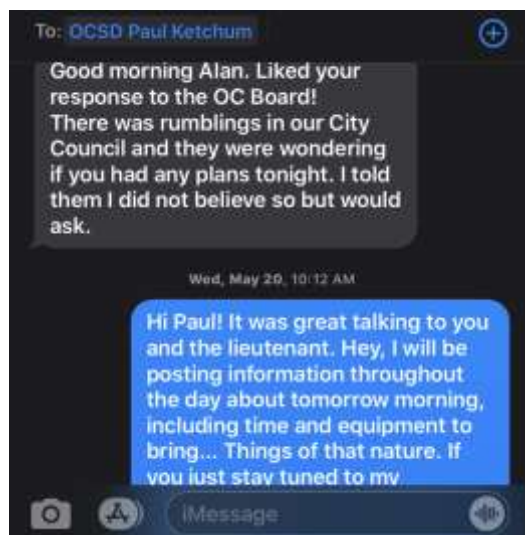 To: OCSD Paul Ketchum
Good morning Alan. Liked your
response to the OC Board!
There was rumblings in our City
Council and they were wondering
if you had any plans tonight. I told
them I did not believe so but would
ask.
Wed, May 20, 10:12 AM
Hi Paul! It was great talking to you
and the lieutenant. Hey, I will be
posting information throughout
the day about tomorrow morning,
including time and equipment to
bring... Things of that nature. If
you just stay tuned to my
iMessage